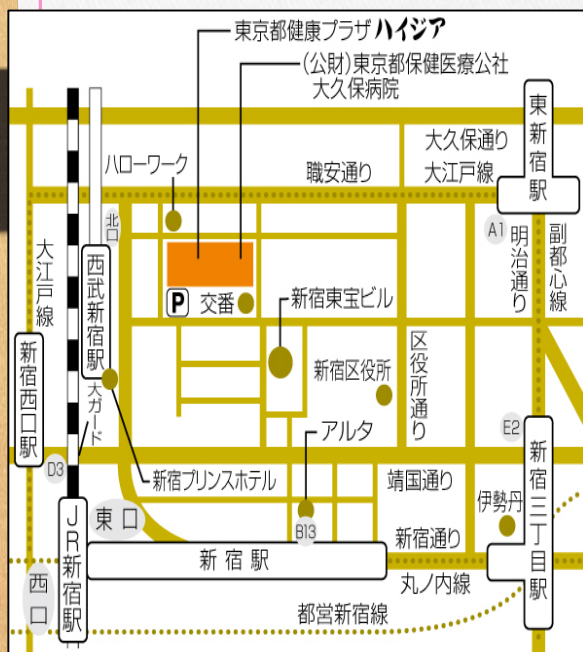 東京都健康プラザ ハイジア
(公財)東京都保健医療公社
大久保病院
東新宿駅
大久保通り
ハローワーク
職安通り
大江戸線
北口
A1
明治通り
副都心線
大江戸線
西武新宿駅
P
交番
新宿東宝ビル
新宿西口駅
大ガード
新宿区役所
区役所通り
アルタ
E2
D3
新宿プリンスホテル
靖国通り
新宿三丁目駅
伊勢丹
東口
B13
新宿通り
JR新宿駅
新宿駅
西口
丸ノ内線
都営新宿線